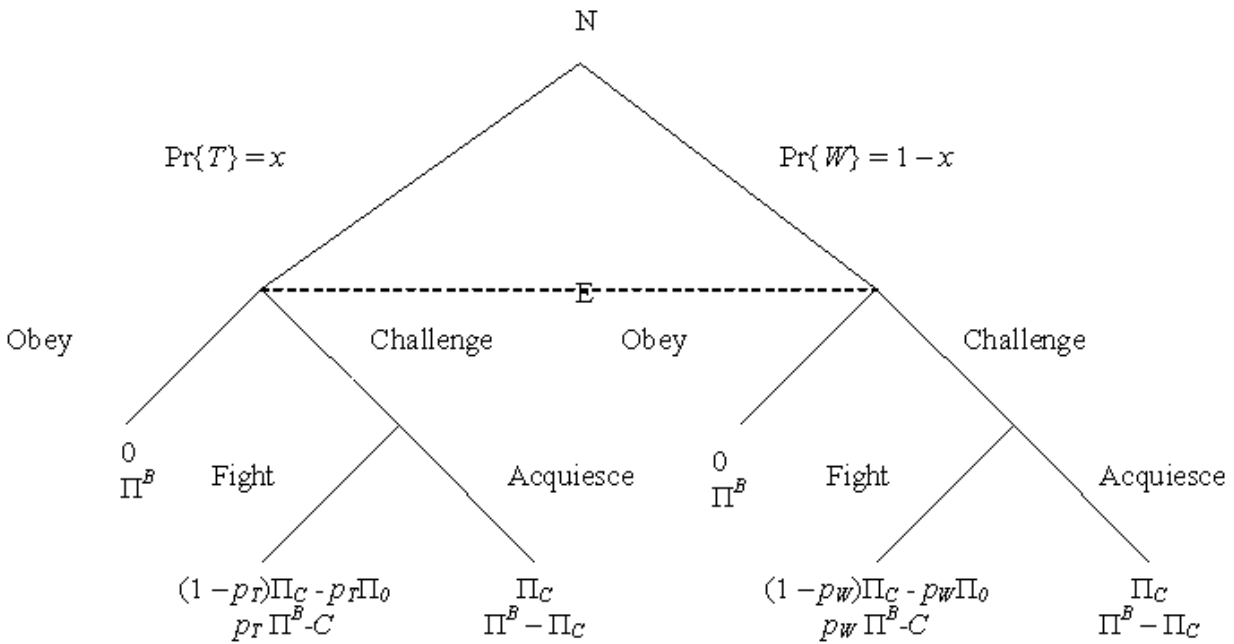 N
Pr{T} = x
Pr{W} = 1 − x
E
Obey
Challenge
Obey
Challenge
0
Π^B
Fight
Acquiesce
0
Π^B
Fight
Acquiesce
(1 − p_T)Π_C - p_TΠ_0
p_T Π^B-C
Π_C
Π^B − Π_C
(1 − p_W)Π_C - p_WΠ_0
p_W Π^B-C
Π_C
Π^B − Π_C